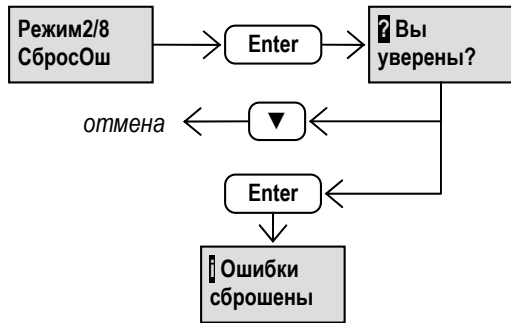 Режим2/8
СбросОш
Enter
? Вы
уверены?
отмена
▼
Enter
i Ошибки
сброшены